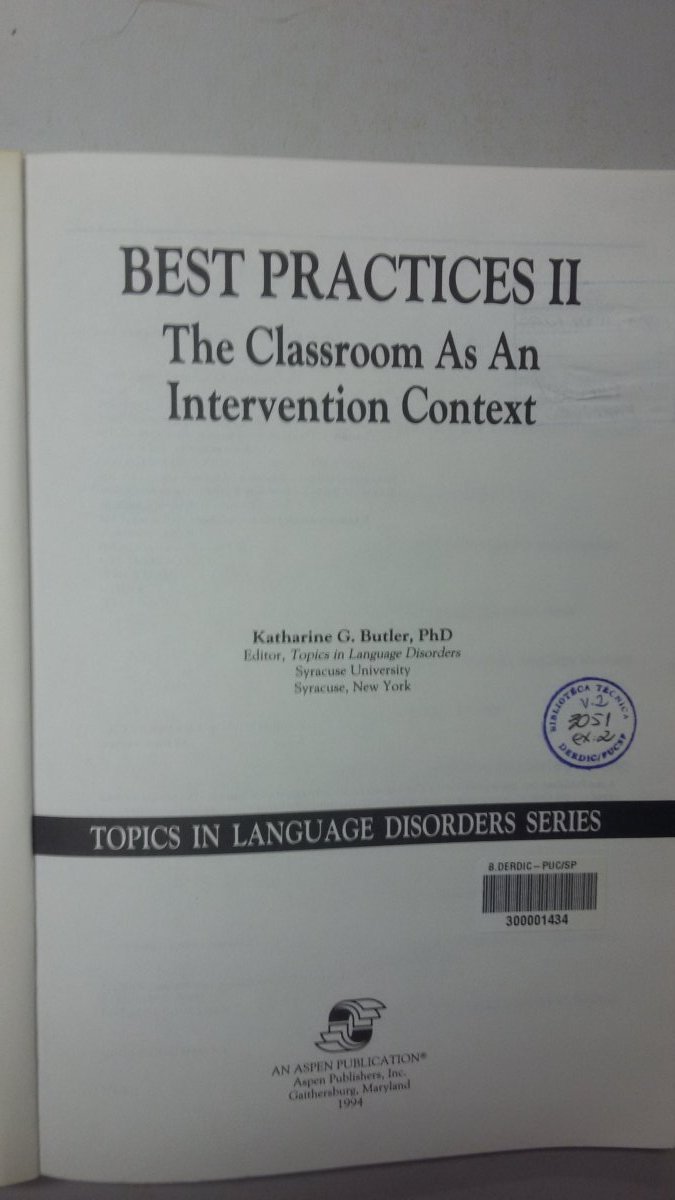 BEST PRACTICES II
The Classroom As An
Intervention Context
Katharine G. Butler, PhD
Editor, Topics in Language Disorders
Syracuse University
Syracuse, New York
BIBLIOTECA TÉCNICA
V.2
3051
ex.2
DERDIC/PUCSP
TOPICS IN LANGUAGE DISORDERS SERIES
B.DERDIC – PUC/SP
300001434
AN ASPEN PUBLICATION®
Aspen Publishers, Inc.
Gaithersburg, Maryland
1994